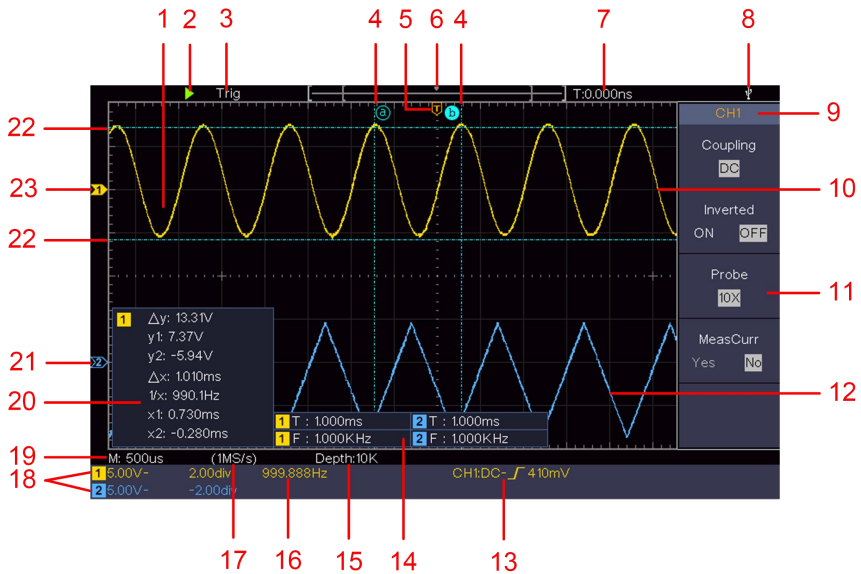 1 2 3 4 5 6 4 7 8
Trig T:0.000ns
a T b
CH1 9
22
Coupling
DC
23 1 10
Inverted
ON OFF
22
Probe
10X 11
1 △y: 13.31V
y1: 7.37V
y2: -5.94V
MeasCurr
Yes No
21 2
△x: 1.010ms
20 1/x: 990.1Hz 12
x1: 0.730ms
x2: -0.280ms
1 T : 1.000ms 2 T : 1.000ms
1 F : 1.000KHz 2 F : 1.000KHz
19 M: 500us (1MS/s) Depth:10K
18 1 5.00V~ 2.00div 999.888Hz CH1:DC- 410mV
2 5.00V~ -2.00div
17 16 15 14 13